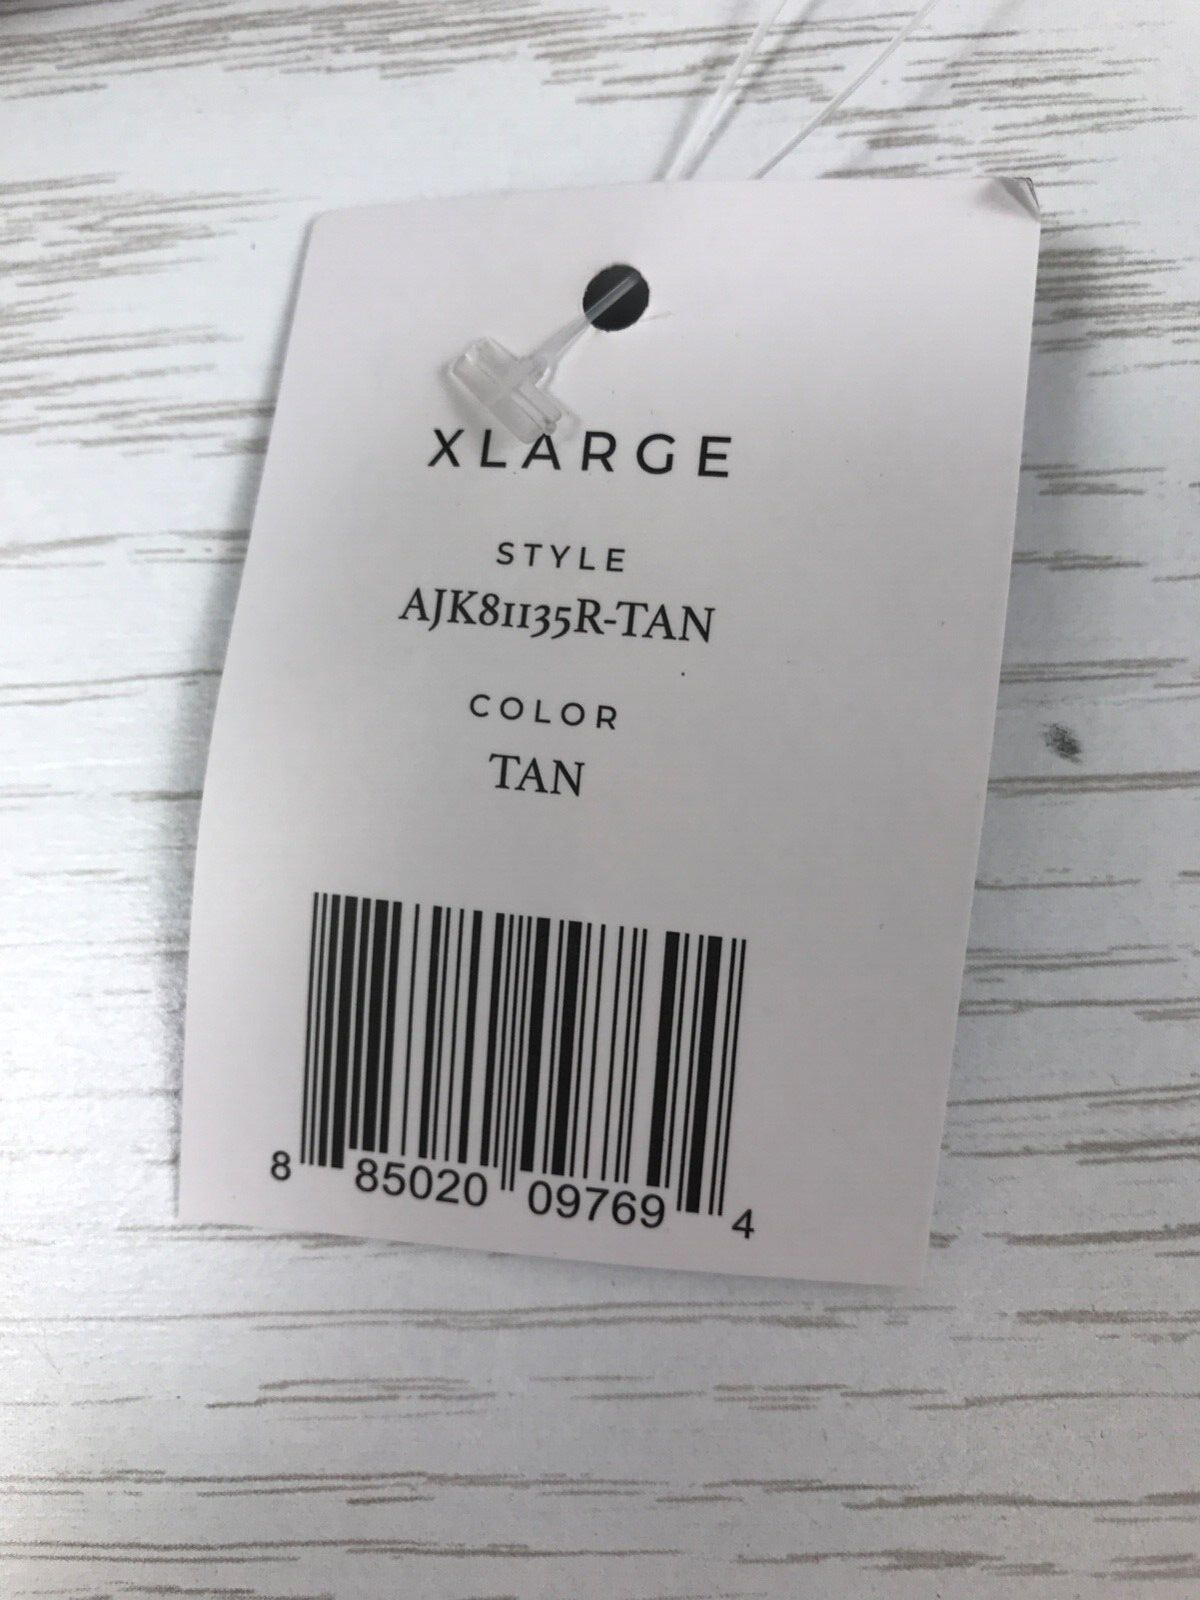 XLARGE
STYLE
AJK81135R-TAN
COLOR
TAN
8 85020 09769 4